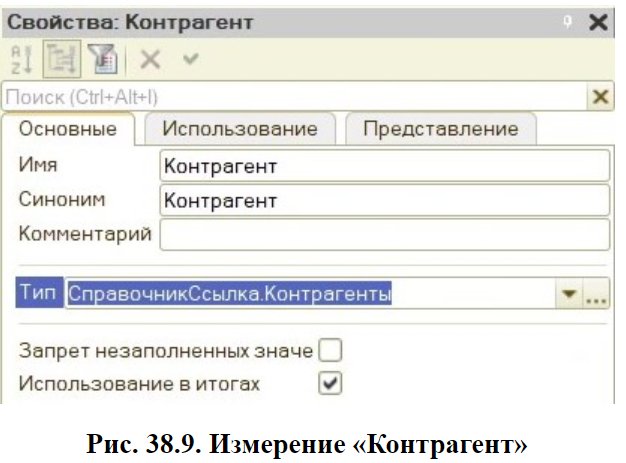 Свойства: Контрагент
Поиск (Ctrl+Alt+I)
Основные Использование Представление
Имя Контрагент
Синоним Контрагент
Комментарий
Тип СправочникСсылка.Контрагенты ...
Запрет незаполненных значе
Использование в итогах
Рис. 38.9. Измерение «Контрагент»